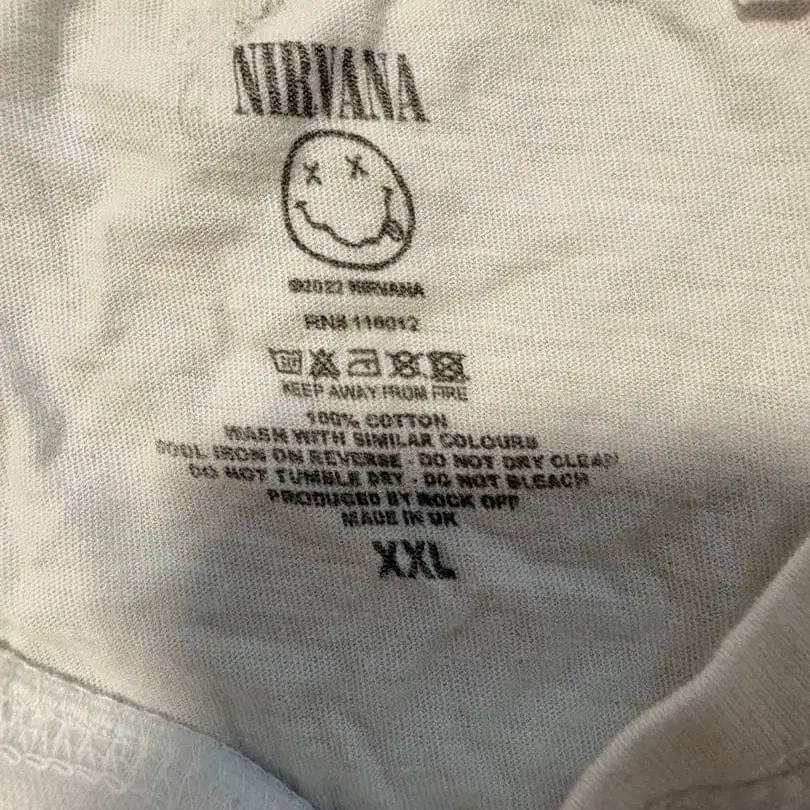 NIRVANA
©2022 NIRVANA
RN# 116012
KEEP AWAY FROM FIRE
100% COTTON
WASH WITH SIMILAR COLOURS
COOL IRON ON REVERSE · DO NOT DRY CLEAN
DO NOT TUMBLE DRY · DO NOT BLEACH
PRODUCED BY ROCK OFF
MADE IN UK
XXL